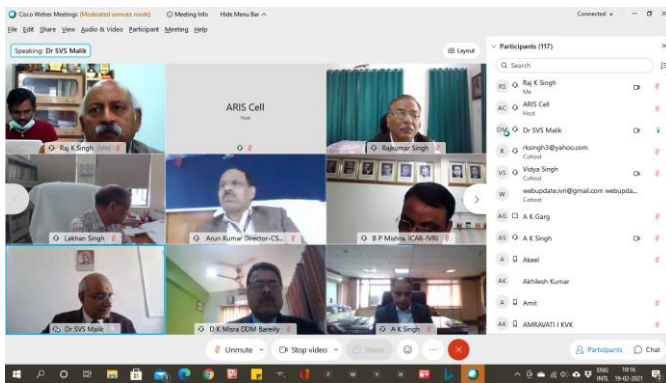 Cisco Webex Meetings (Moderated unmute mode) Meeting Info Hide Menu Bar Connected
File Edit Share View Audio & Video Participant Meeting Help
Speaking: Dr SVS Malik
Layout
Raj K Singh (Me)
ARIS Cell
Host
Rajkumar Singh
Lakhan Singh
Arun Kumar Director-CS...
B P Mishra, ICAR-IVRI
Dr SVS Malik
D K Misra DDM Bareilly
A K Singh
Participants (117)
Search
RS Raj K Singh
Me
AC ARIS Cell
Host
DM Dr SVS Malik
R rksingh3@yahoo.com
Cohost
VS Vidya Singh
Cohost
W webupdate.ivri@gmail.com webupda...
Cohost
AG A K Garg
AS A K Singh
A Akeel
AK Akhilesh Kumar
A Amit
AK AMRAVATI I KVK
Unmute Stop video Share
Participants Chat
ENG 10:16
INTL 19-02-2021